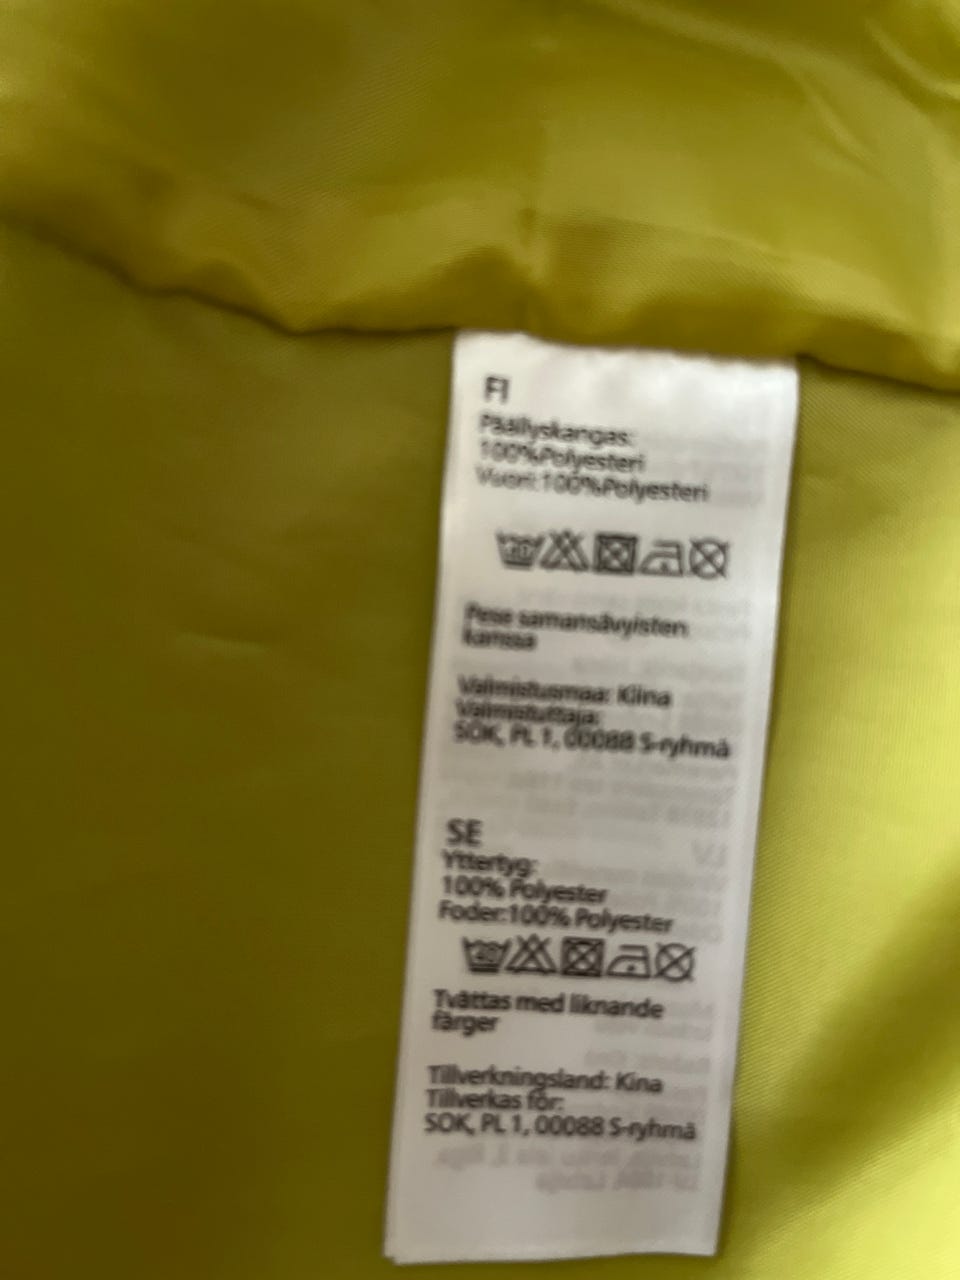 FI
Päällyskangas:
100%Polyesteri
Vuori:100%Polyesteri
Pese samansävyisten
kanssa
Valmistusmaa: Kiina
Valmistuttaja:
SOK, PL 1, 00088 S-ryhmä
SE
Yttertyg:
100% Polyester
Foder:100% Polyester
Tvättas med liknande
färger
Tillverkningsland: Kina
Tillverkas för:
SOK, PL 1, 00088 S-ryhmä